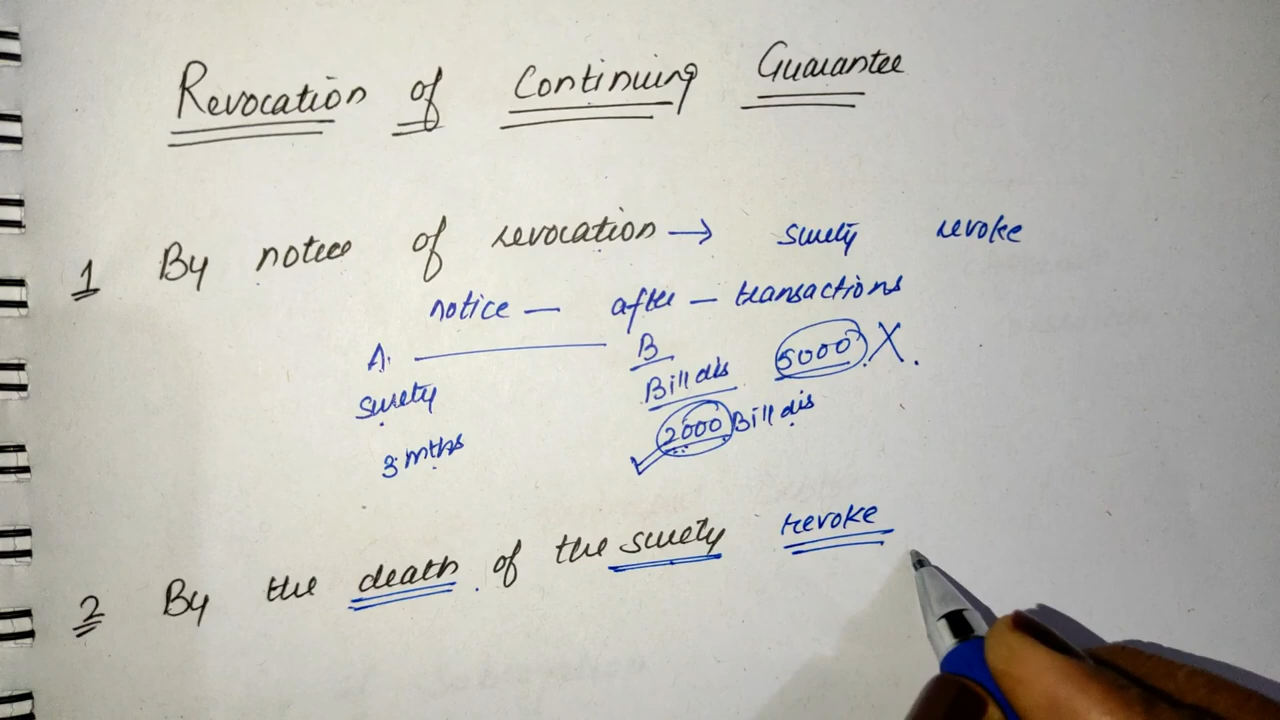 Revocation of Continuing Guarantee
1 By notice of revocation → surety revoke
notice — after — transactions
A. ——— B
surety Bill dis 5000 X.
3 mths 2000 Bill dis
2 By the death of the surety revoke